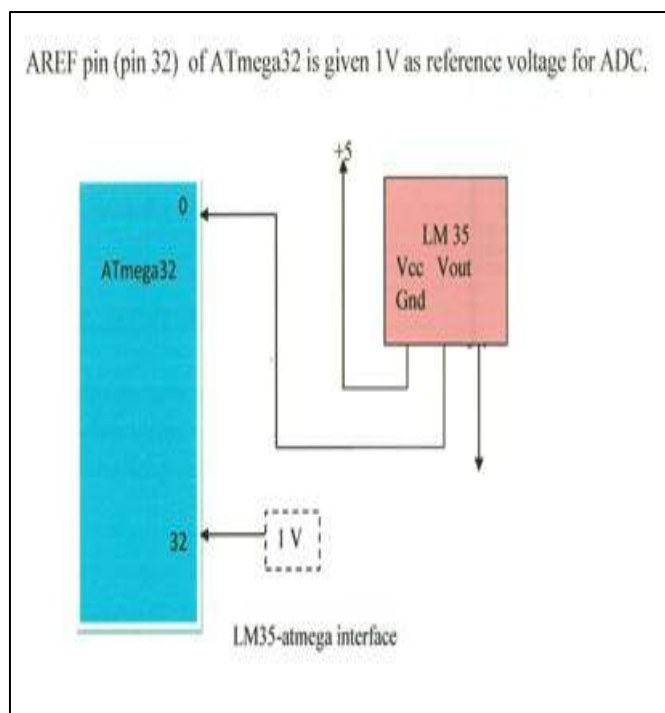 AREF pin (pin 32) of ATmega32 is given 1V as reference voltage for ADC.
+5
0
LM 35
ATmega32
Vcc Vout
Gnd
32
1 V
LM35-atmega interface